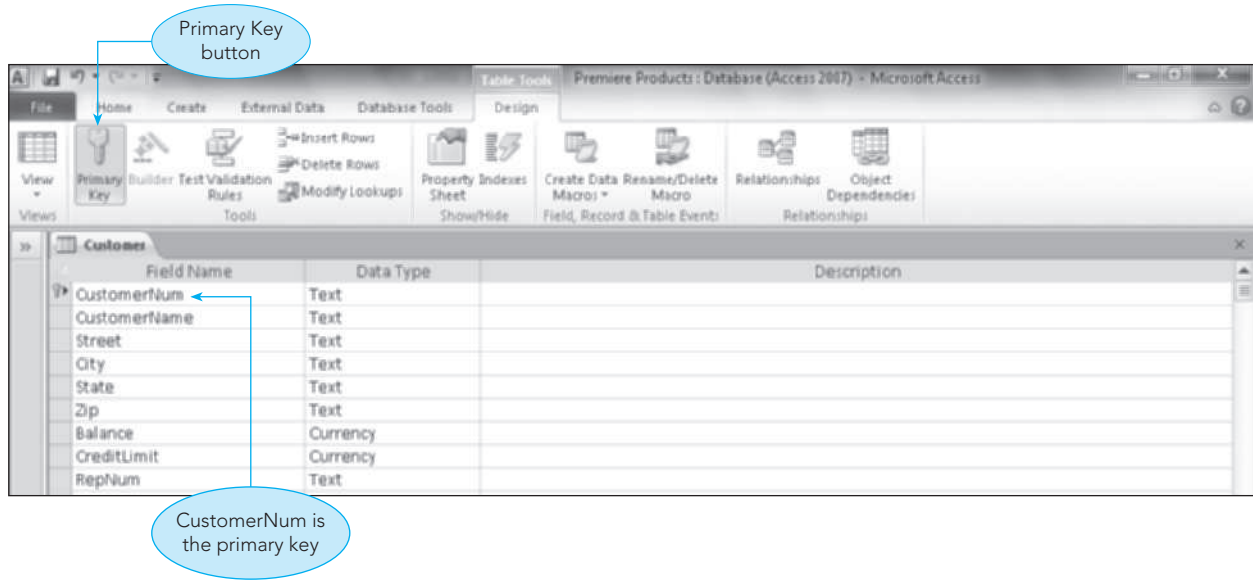 Primary Key
button
Table Tools Premiere Products : Database (Access 2007) - Microsoft Access
File Home Create External Data Database Tools Design
View
Primary
Key
Builder
Test Validation
Rules
Insert Rows
Delete Rows
Modify Lookups
Property
Sheet
Indexes
Create Data
Macros
Rename/Delete
Macro
Relationships
Object
Dependencies
Views Tools Show/Hide Field, Record & Table Events Relationships
Customer
Field Name Data Type Description
CustomerNum Text
CustomerName Text
Street Text
City Text
State Text
Zip Text
Balance Currency
CreditLimit Currency
RepNum Text
CustomerNum is
the primary key